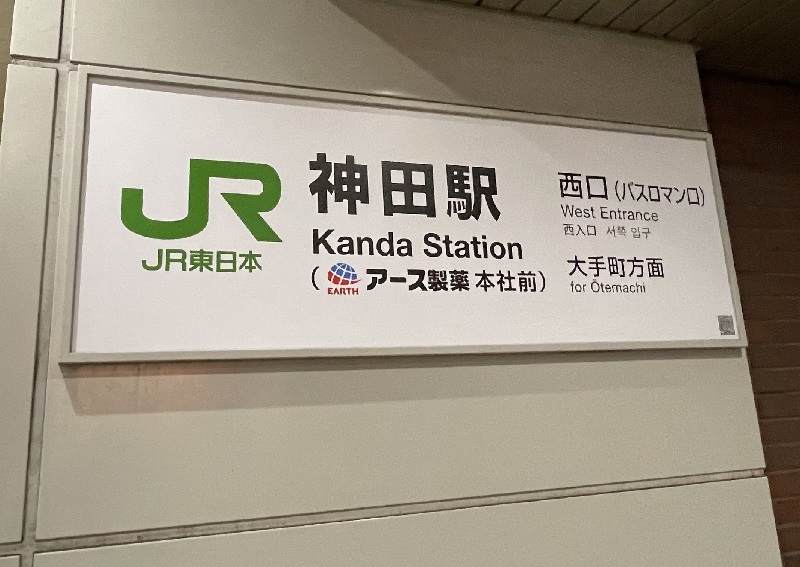 JR
JR東日本
神田駅
Kanda Station
(EARTH アース製薬 本社前)
西口(バスロマン口)
West Entrance
西入口 서쪽 입구
大手町方面
for Ōtemachi